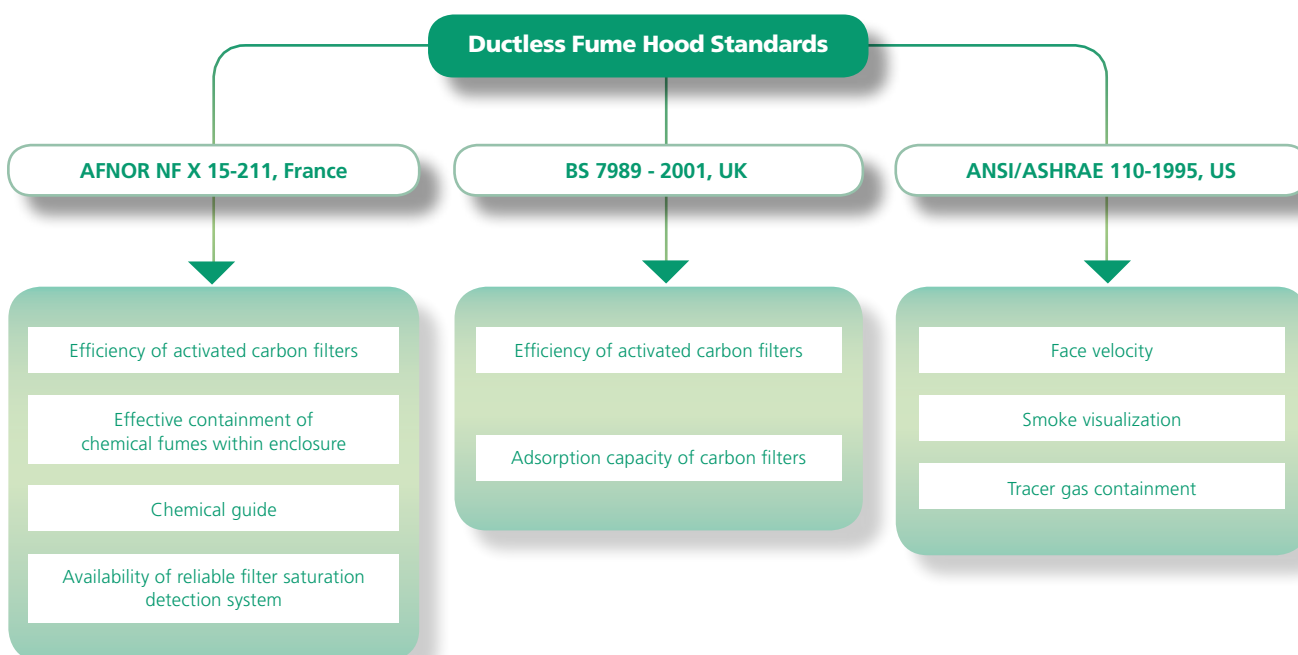 Ductless Fume Hood Standards
AFNOR NF X 15-211, France
Efficiency of activated carbon filters
Effective containment of
chemical fumes within enclosure
Chemical guide
Availability of reliable filter saturation
detection system
BS 7989 - 2001, UK
Efficiency of activated carbon filters
Adsorption capacity of carbon filters
ANSI/ASHRAE 110-1995, US
Face velocity
Smoke visualization
Tracer gas containment